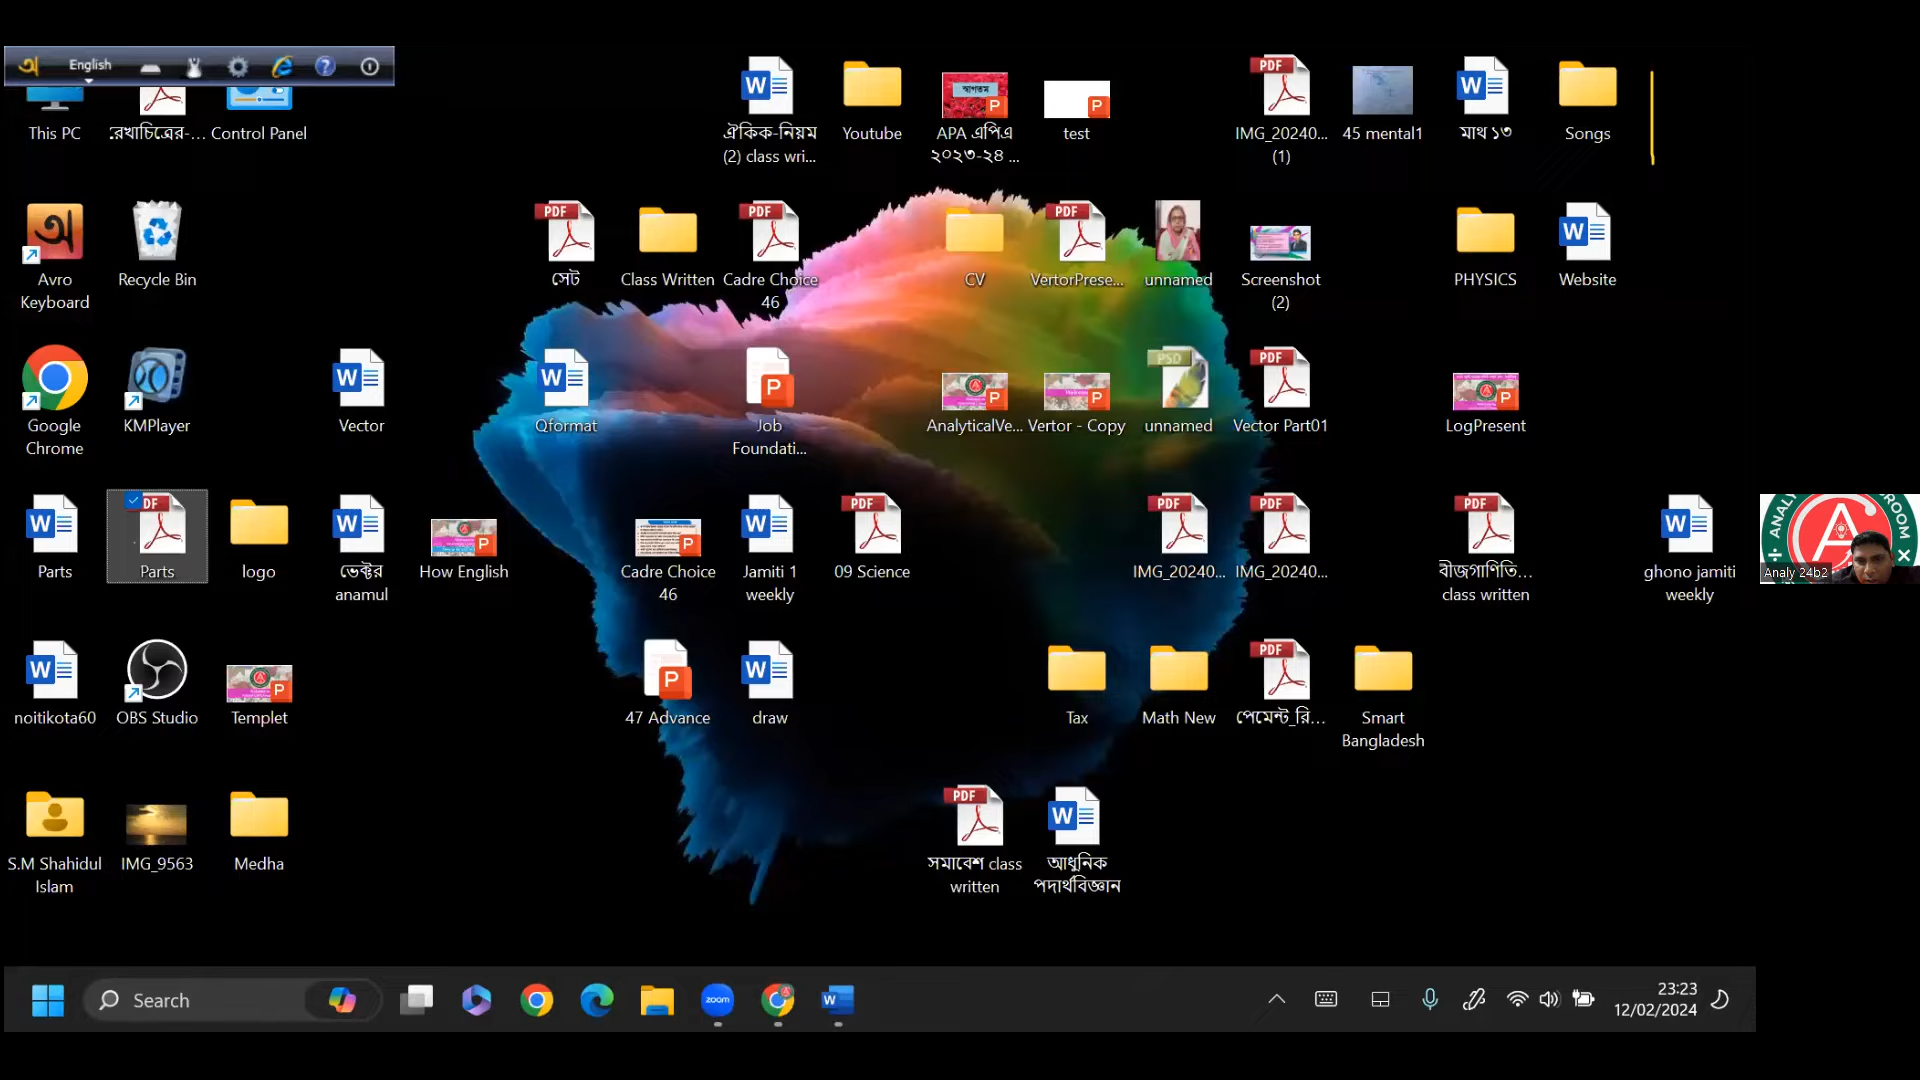 English
This PC
রেখাচিত্রের-...
Control Panel
ঐকিক-নিয়ম
(2) class wri...
Youtube
APA এপিএ
২০২৩-২৪ ...
test
IMG_20240...
(1)
45 mental1
মাথ ১৩
Songs
Avro
Keyboard
Recycle Bin
সেট
Class Written
Cadre Choice
46
CV
VertorPrese...
unnamed
Screenshot
(2)
PHYSICS
Website
Google
Chrome
KMPlayer
Vector
Qformat
Job
Foundati...
AnalyticalVe...
Vertor - Copy
unnamed
Vector Part01
LogPresent
Parts
Parts
logo
ভেক্টর
anamul
How English
Cadre Choice
46
Jamiti 1
weekly
09 Science
IMG_20240...
IMG_20240...
বীজগাণিতি...
class written
ghono jamiti
weekly
Analy 24b2
noitikota60
OBS Studio
Templet
47 Advance
draw
Tax
Math New
পেমেন্ট_রি...
Smart
Bangladesh
S.M Shahidul
Islam
IMG_9563
Medha
সমাবেশ class
written
আধুনিক
পদার্থবিজ্ঞান
Search
zoom
23:23
12/02/2024